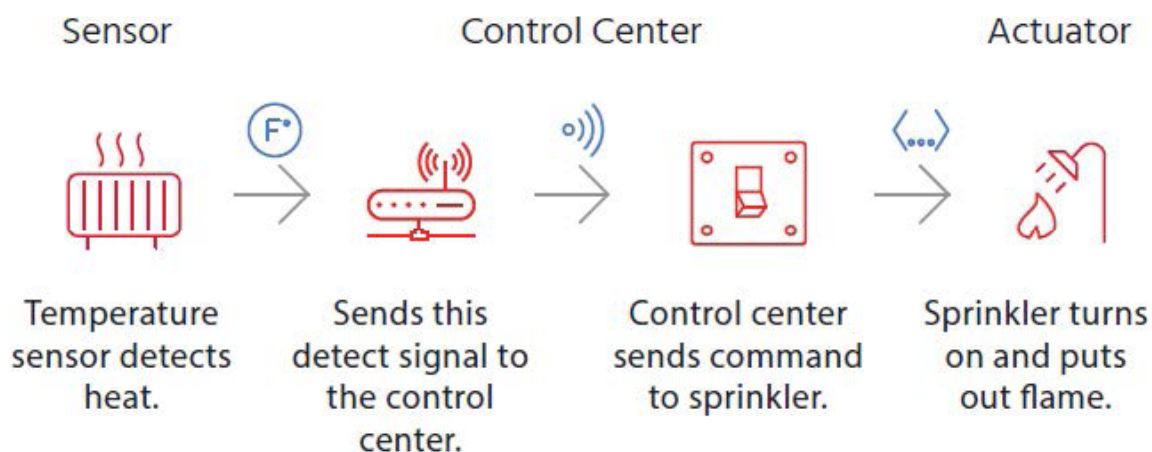 Sensor
Control Center
Actuator
F°
Temperature
sensor detects
heat.
Sends this
detect signal to
the control
center.
Control center
sends command
to sprinkler.
Sprinkler turns
on and puts
out flame.